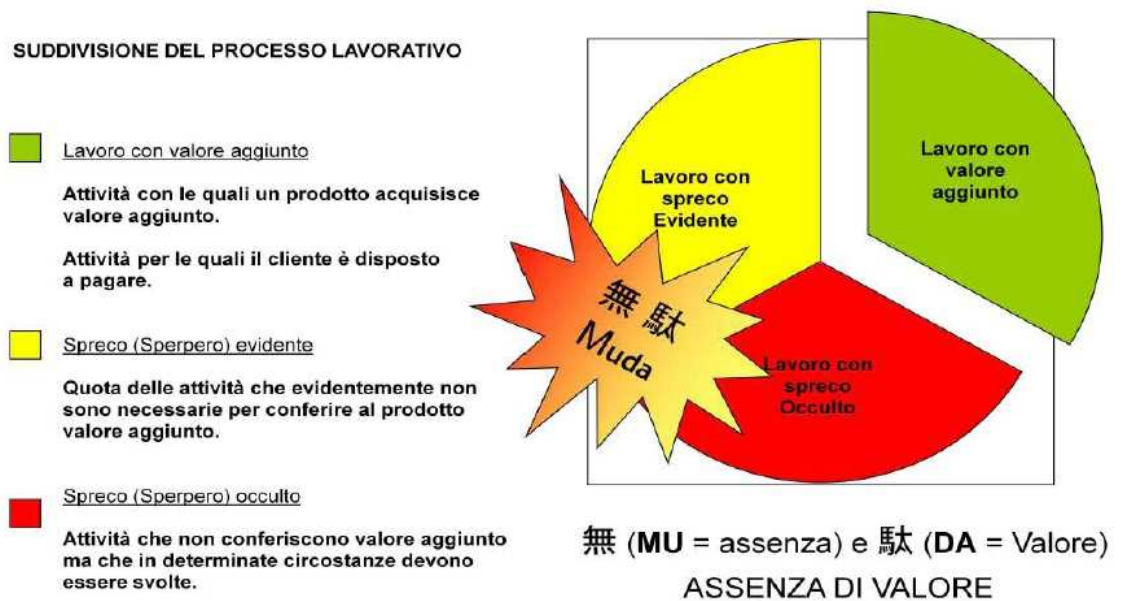 SUDDIVISIONE DEL PROCESSO LAVORATIVO
Lavoro con valore aggiunto
Attività con le quali un prodotto acquisisce
valore aggiunto.
Attività per le quali il cliente è disposto
a pagare.
Spreco (Sperpero) evidente
Quota delle attività che evidentemente non
sono necessarie per conferire al prodotto
valore aggiunto.
Spreco (Sperpero) occulto
Attività che non conferiscono valore aggiunto
ma che in determinate circostanze devono
essere svolte.
Lavoro con
spreco
Evidente
Lavoro con
valore
aggiunto
無駄
Muda
Lavoro con
spreco
Occulto
無 (MU = assenza) e 駄 (DA = Valore)
ASSENZA DI VALORE